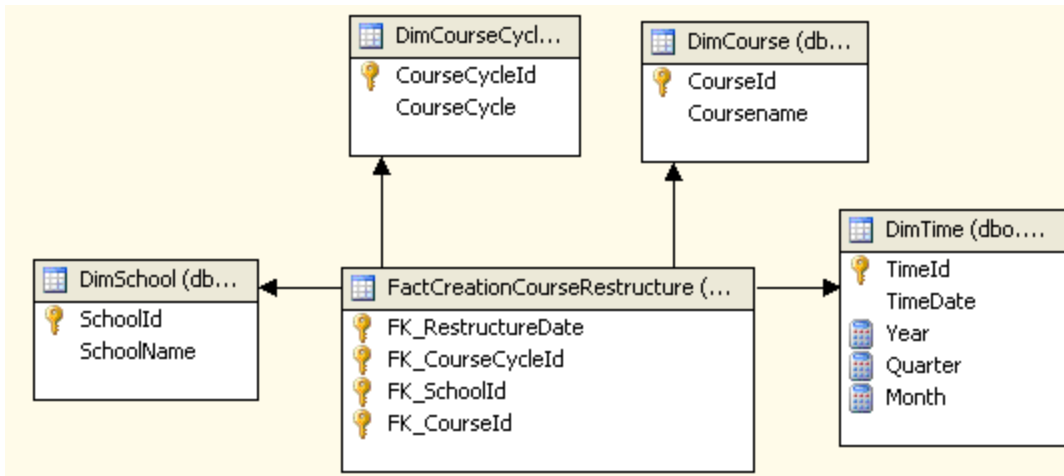 DimCourseCycl...
CourseCycleId
CourseCycle
DimCourse (db...
CourseId
Coursename
DimTime (dbo....
TimeId
TimeDate
Year
Quarter
Month
DimSchool (db...
SchoolId
SchoolName
FactCreationCourseRestructure (...
FK_RestructureDate
FK_CourseCycleId
FK_SchoolId
FK_CourseId